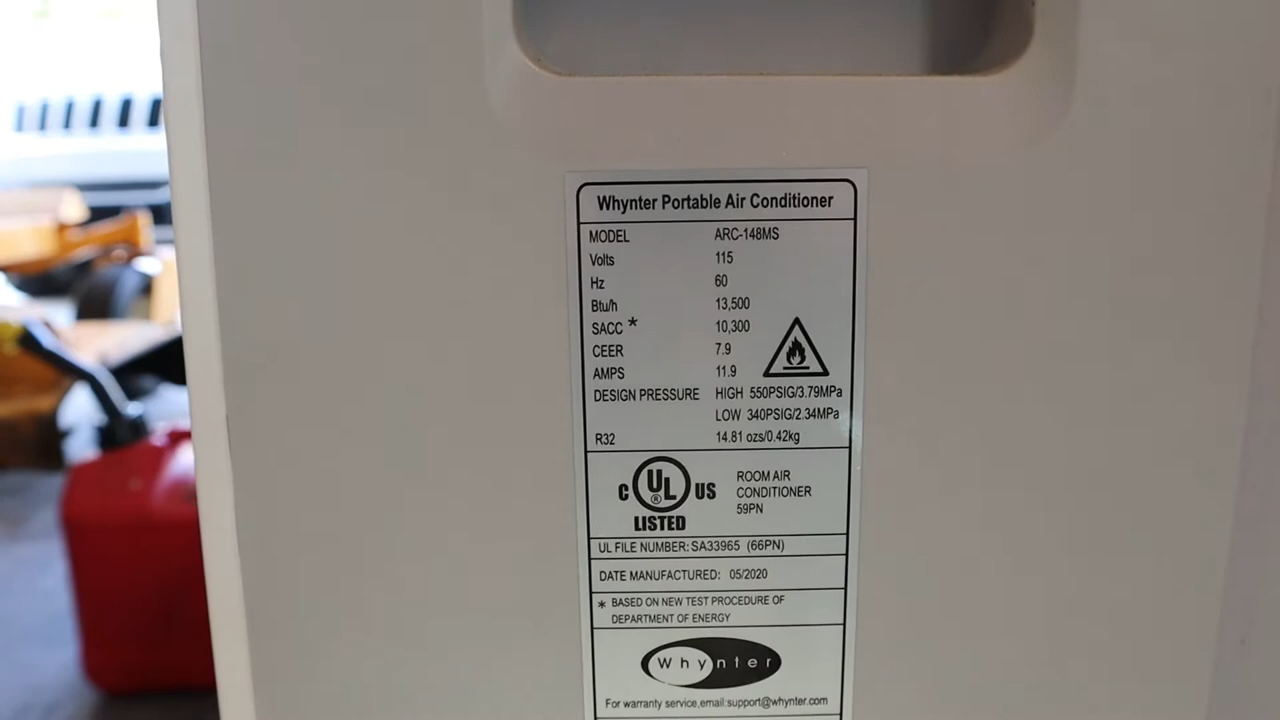 Whynter Portable Air Conditioner
MODEL ARC-148MS
Volts 115
Hz 60
Btu/h 13,500
SACC * 10,300
CEER 7.9
AMPS 11.9
DESIGN PRESSURE HIGH 550PSIG/3.79MPa
LOW 340PSIG/2.34MPa
R32 14.81 ozs/0.42kg
C UL ® US
LISTED
ROOM AIR
CONDITIONER
59PN
UL FILE NUMBER: SA33965 (66PN)
DATE MANUFACTURED: 05/2020
* BASED ON NEW TEST PROCEDURE OF
DEPARTMENT OF ENERGY
Whynter
For warranty service,email:support@whynter.com